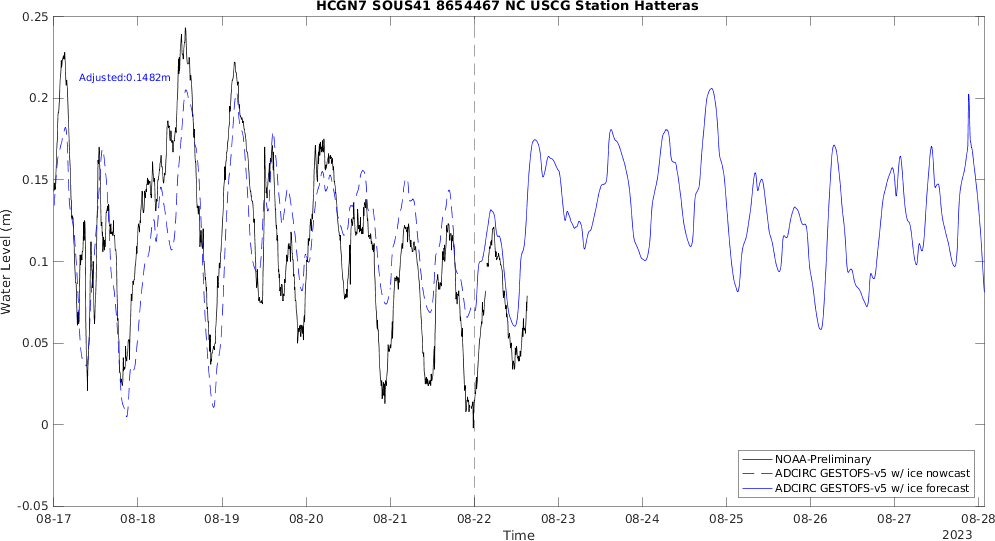 HCGN7 SOUS41 8654467 NC USCG Station Hatteras
0.25
Adjusted:0.1482m
0.2
0.15
Water Level (m)
0.1
0.05
0
NOAA-Preliminary
ADCIRC GESTOFS-v5 w/ ice nowcast
ADCIRC GESTOFS-v5 w/ ice forecast
-0.05
08-17 08-18 08-19 08-20 08-21 08-22 08-23 08-24 08-25 08-26 08-27 08-28
Time
2023